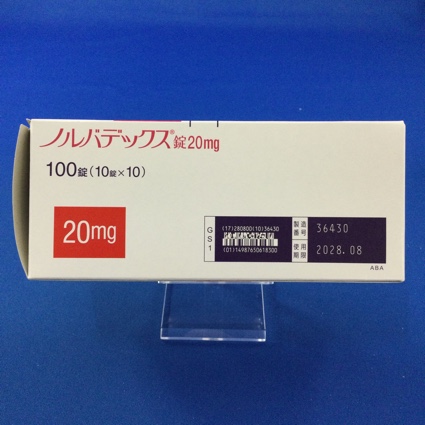 ノルバデックス®錠20mg
100錠(10錠×10)
20mg
GS1
(17)280800(10)36430
(01)14987650618300
製造番号 36430
使用期限 2028.08
ABA